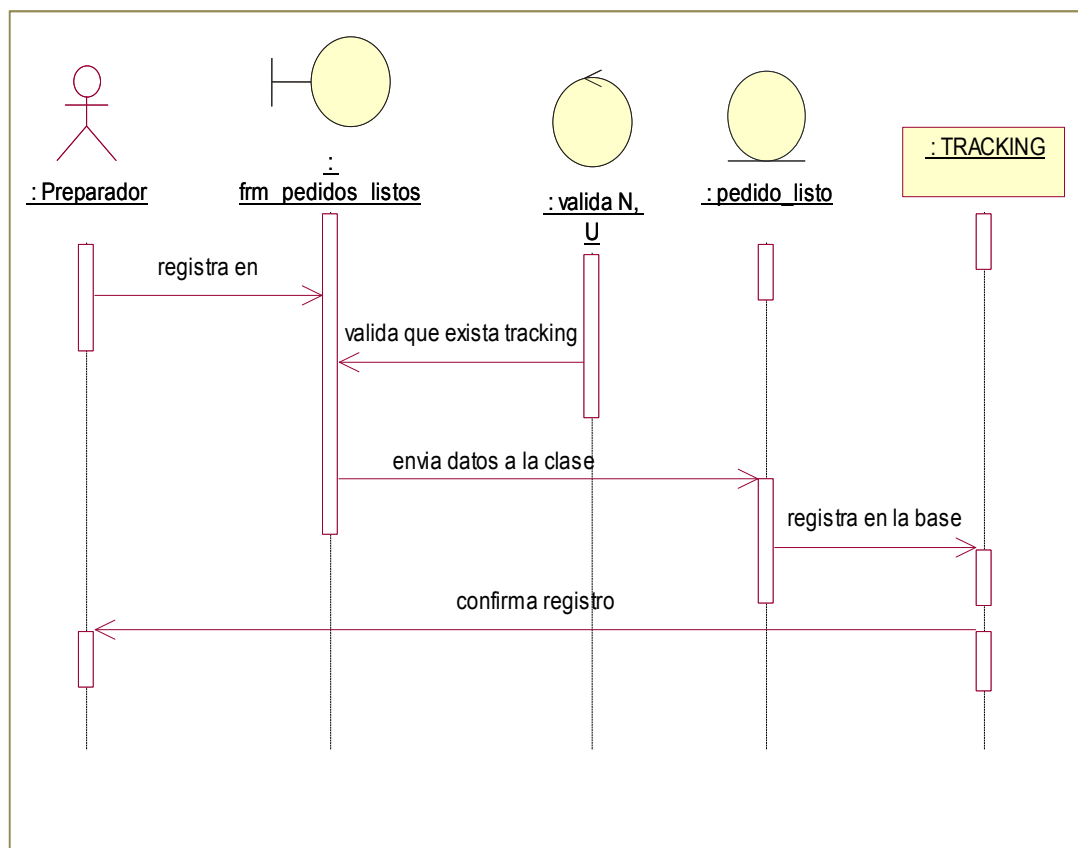 : Preparador
:
frm_pedidos_listos
: valida N,
U
: pedido_listo
: TRACKING
registra en
valida que exista tracking
envia datos a la clase
registra en la base
confirma registro